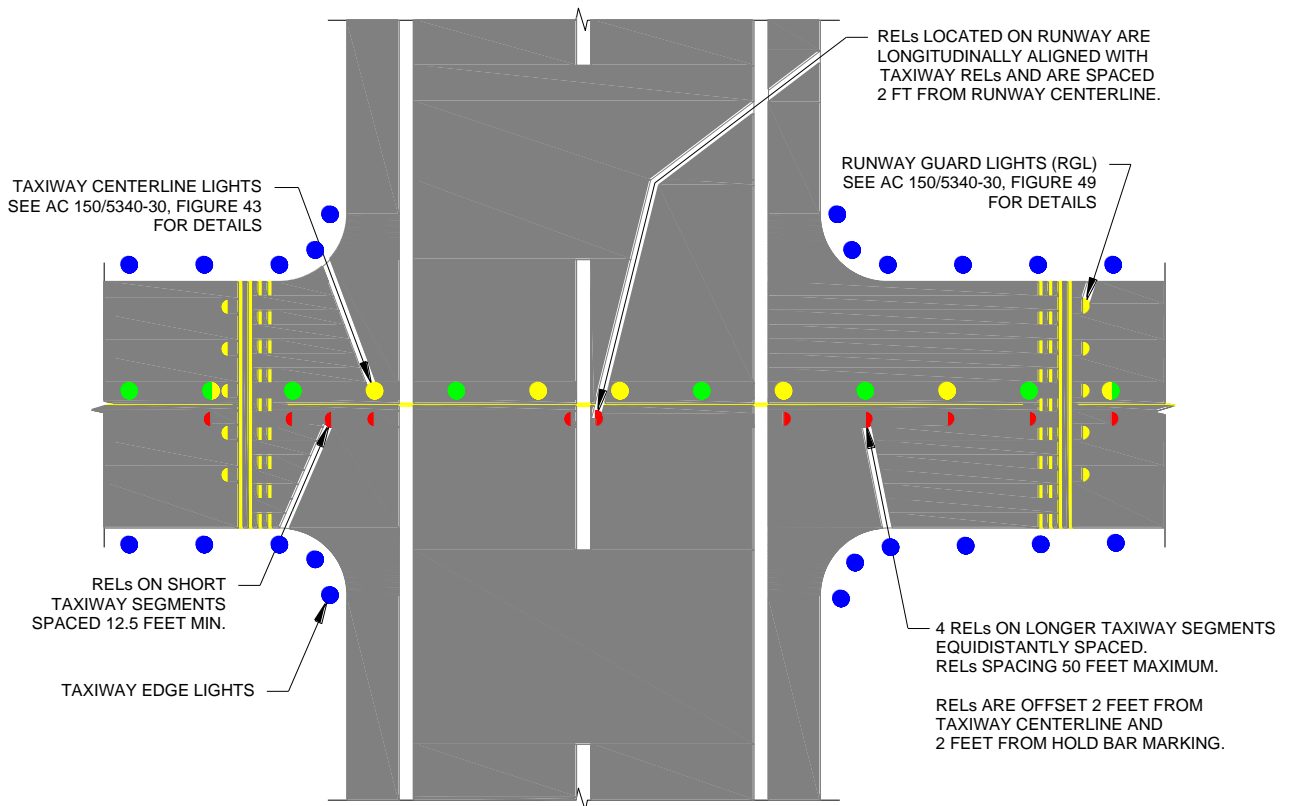 RELs LOCATED ON RUNWAY ARE
LONGITUDINALLY ALIGNED WITH
TAXIWAY RELs AND ARE SPACED
2 FT FROM RUNWAY CENTERLINE.
RUNWAY GUARD LIGHTS (RGL)
SEE AC 150/5340-30, FIGURE 49
FOR DETAILS
TAXIWAY CENTERLINE LIGHTS
SEE AC 150/5340-30, FIGURE 43
FOR DETAILS
RELs ON SHORT
TAXIWAY SEGMENTS
SPACED 12.5 FEET MIN.
TAXIWAY EDGE LIGHTS
4 RELs ON LONGER TAXIWAY SEGMENTS
EQUIDISTANTLY SPACED.
RELs SPACING 50 FEET MAXIMUM.
RELs ARE OFFSET 2 FEET FROM
TAXIWAY CENTERLINE AND
2 FEET FROM HOLD BAR MARKING.